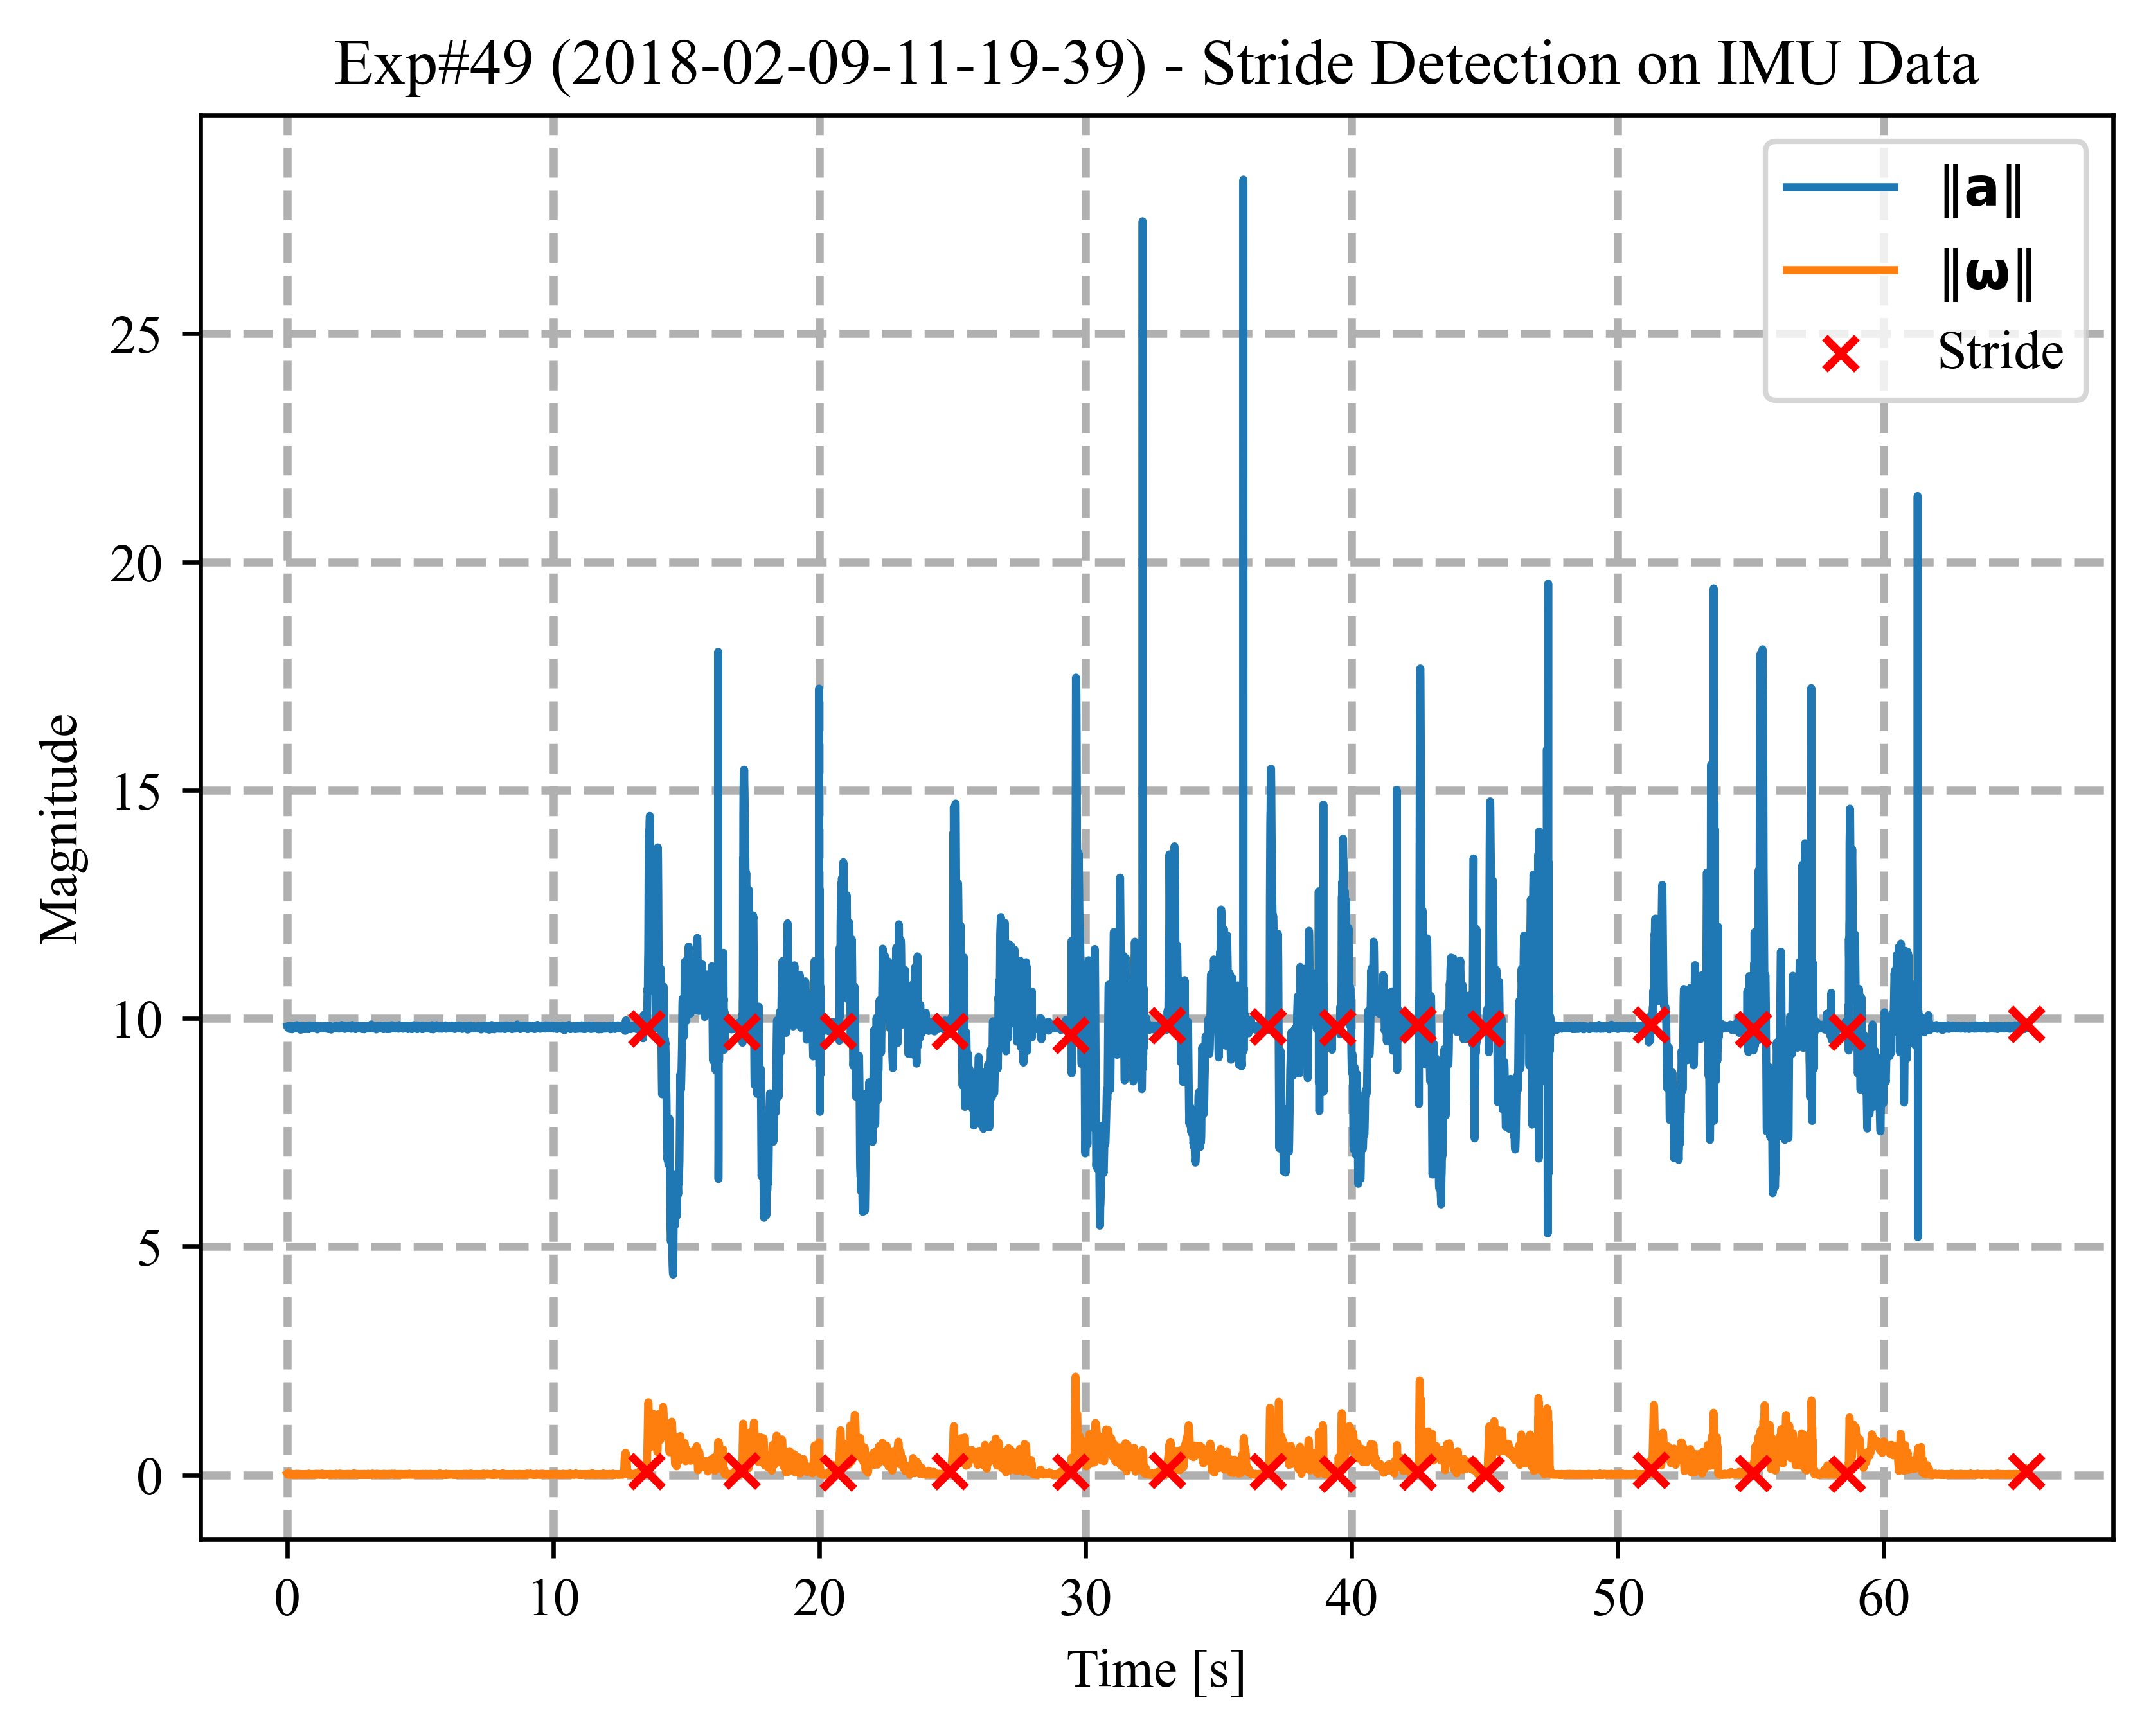 Exp#49 (2018-02-09-11-19-39) - Stride Detection on IMU Data
‖a‖
‖ω‖
Stride
Magnitude
25
20
15
10
5
0
0 10 20 30 40 50 60
Time [s]